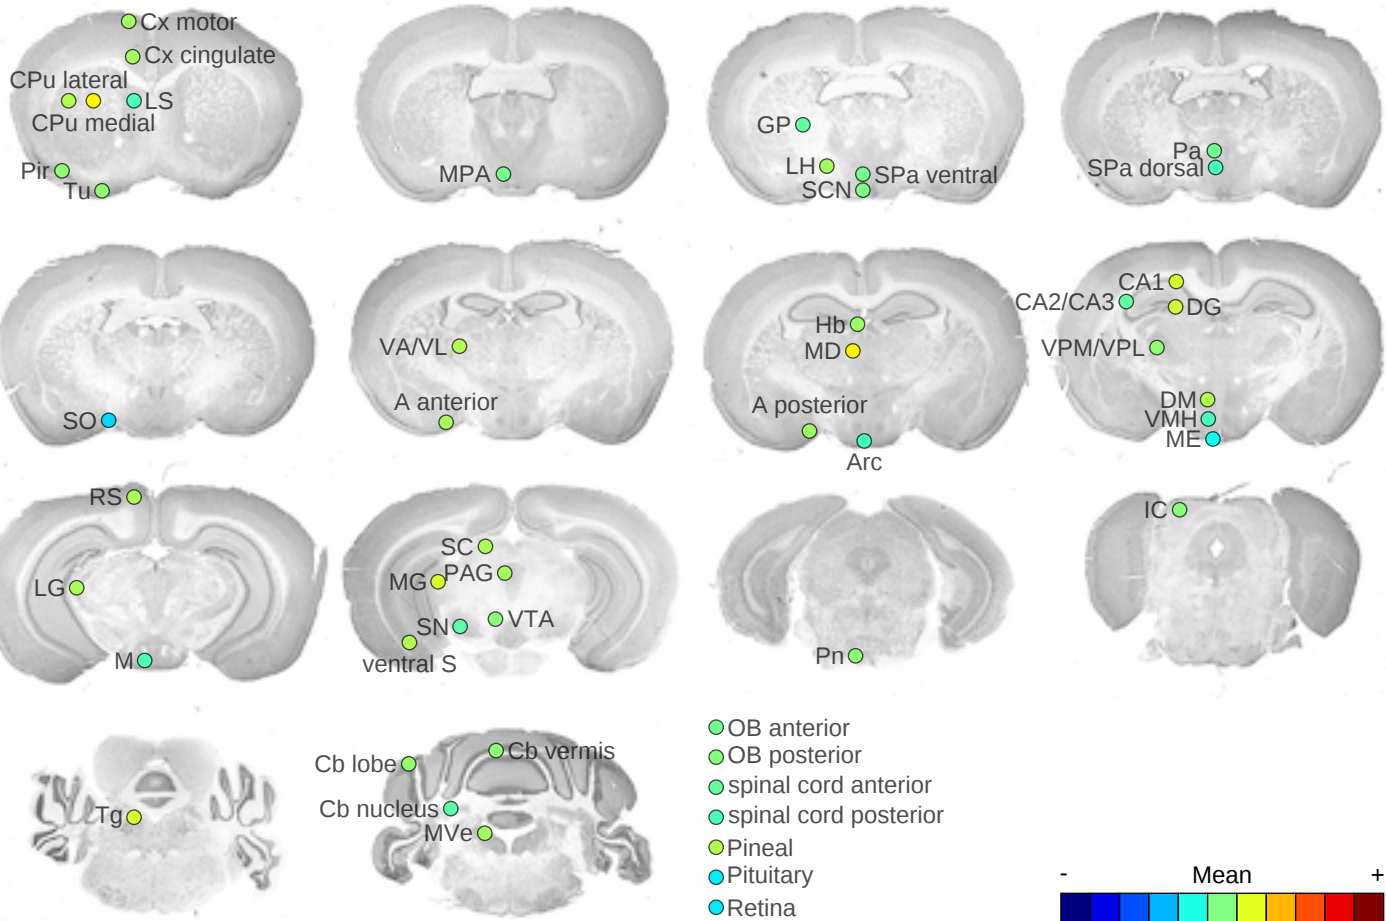 Cx motor
Cx cingulate
CPu lateral
LS
CPu medial
Pir
Tu
MPA
GP
LH
SPa ventral
SCN
Pa
SPa dorsal
SO
VA/VL
A anterior
Hb
MD
A posterior
Arc
CA1
CA2/CA3
DG
VPM/VPL
DM
VMH
ME
RS
LG
M
SC
MG
PAG
SN
VTA
ventral S
Pn
IC
Tg
Cb lobe
Cb vermis
Cb nucleus
MVe
OB anterior
OB posterior
spinal cord anterior
spinal cord posterior
Pineal
Pituitary
Retina
- Mean +